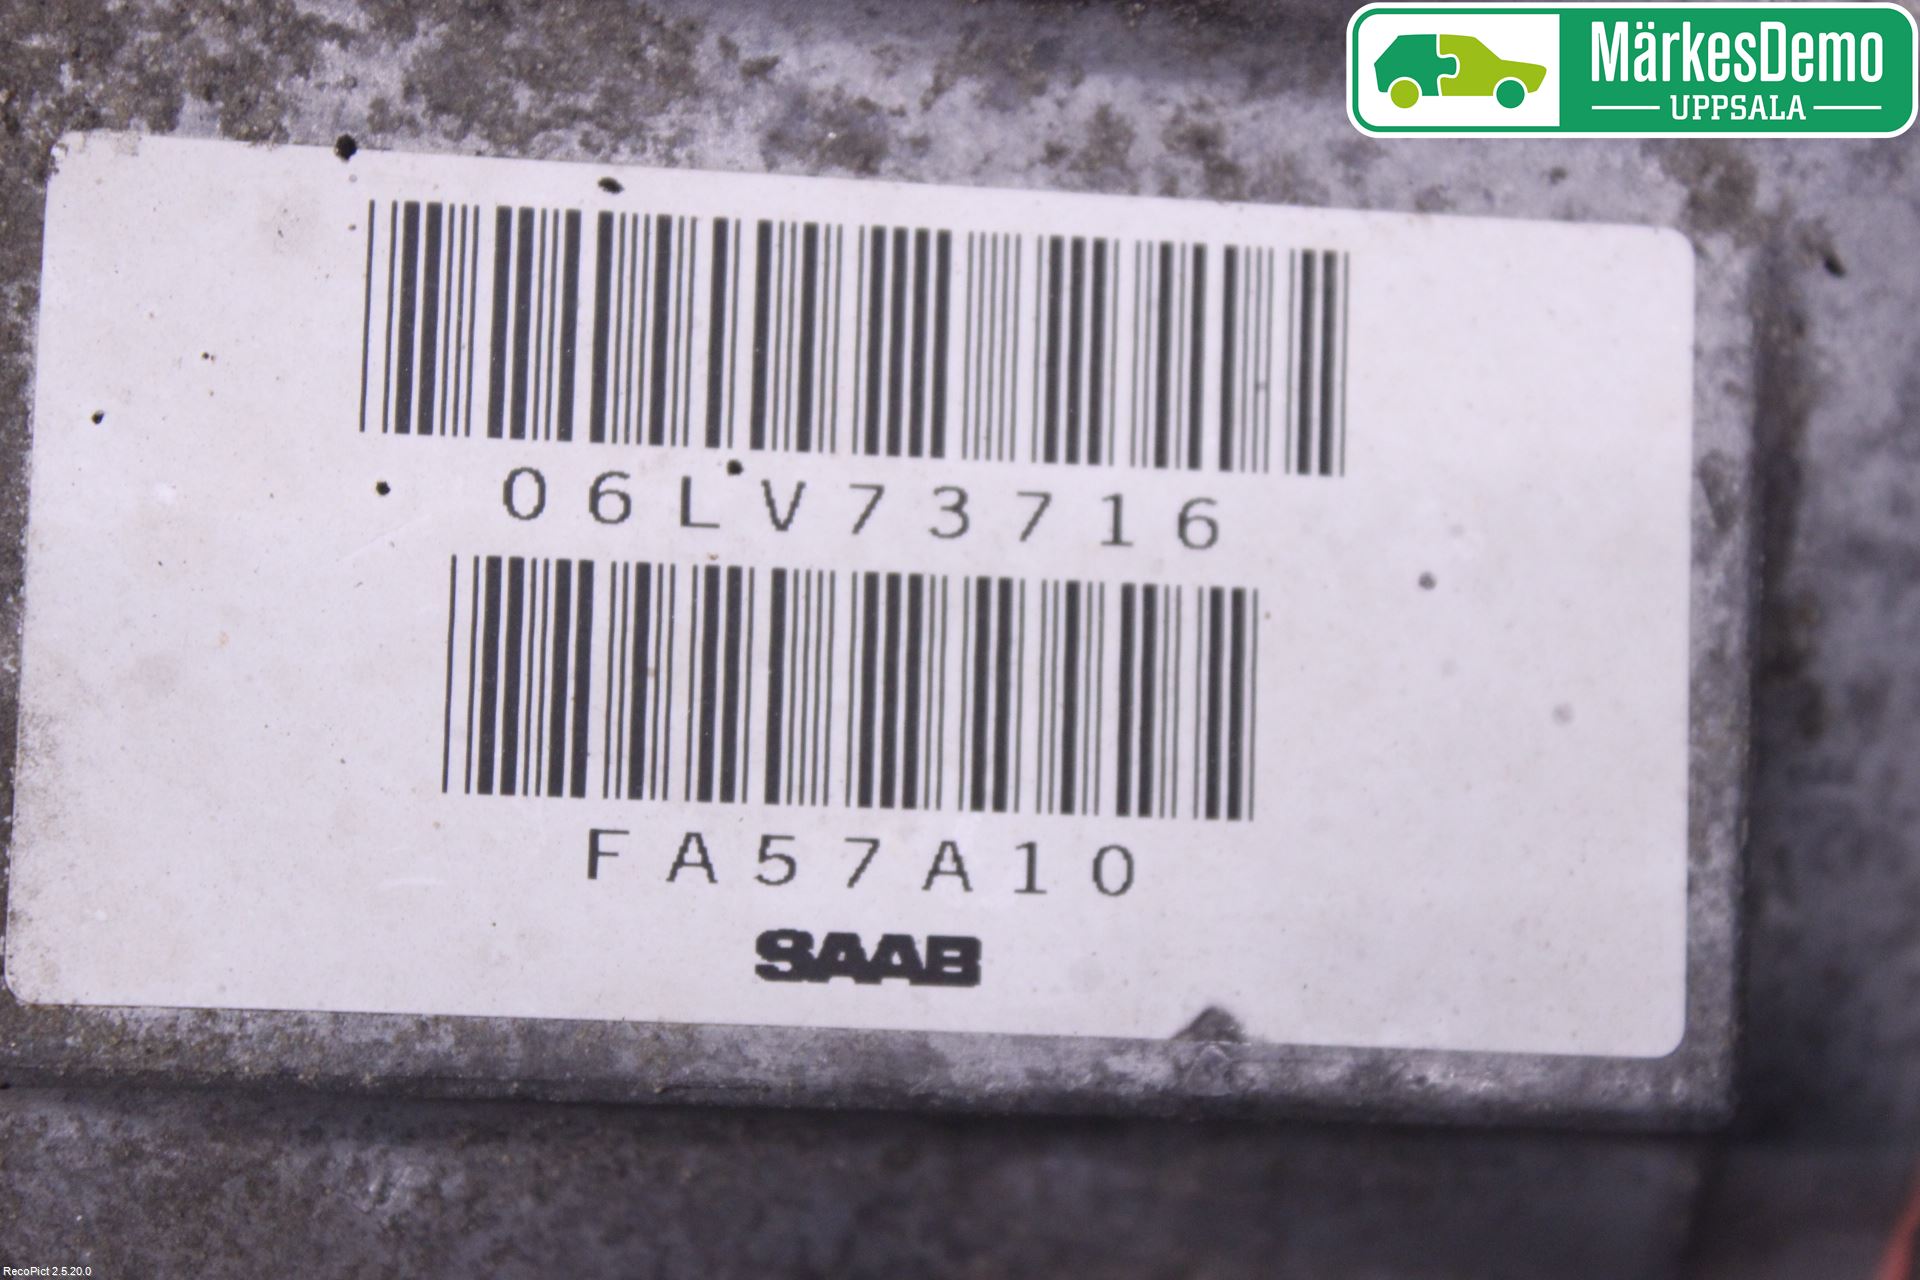 MärkesDemo
UPPSALA
06LV73716
FA57A10
SAAB
RecoPict 2.5.20.0